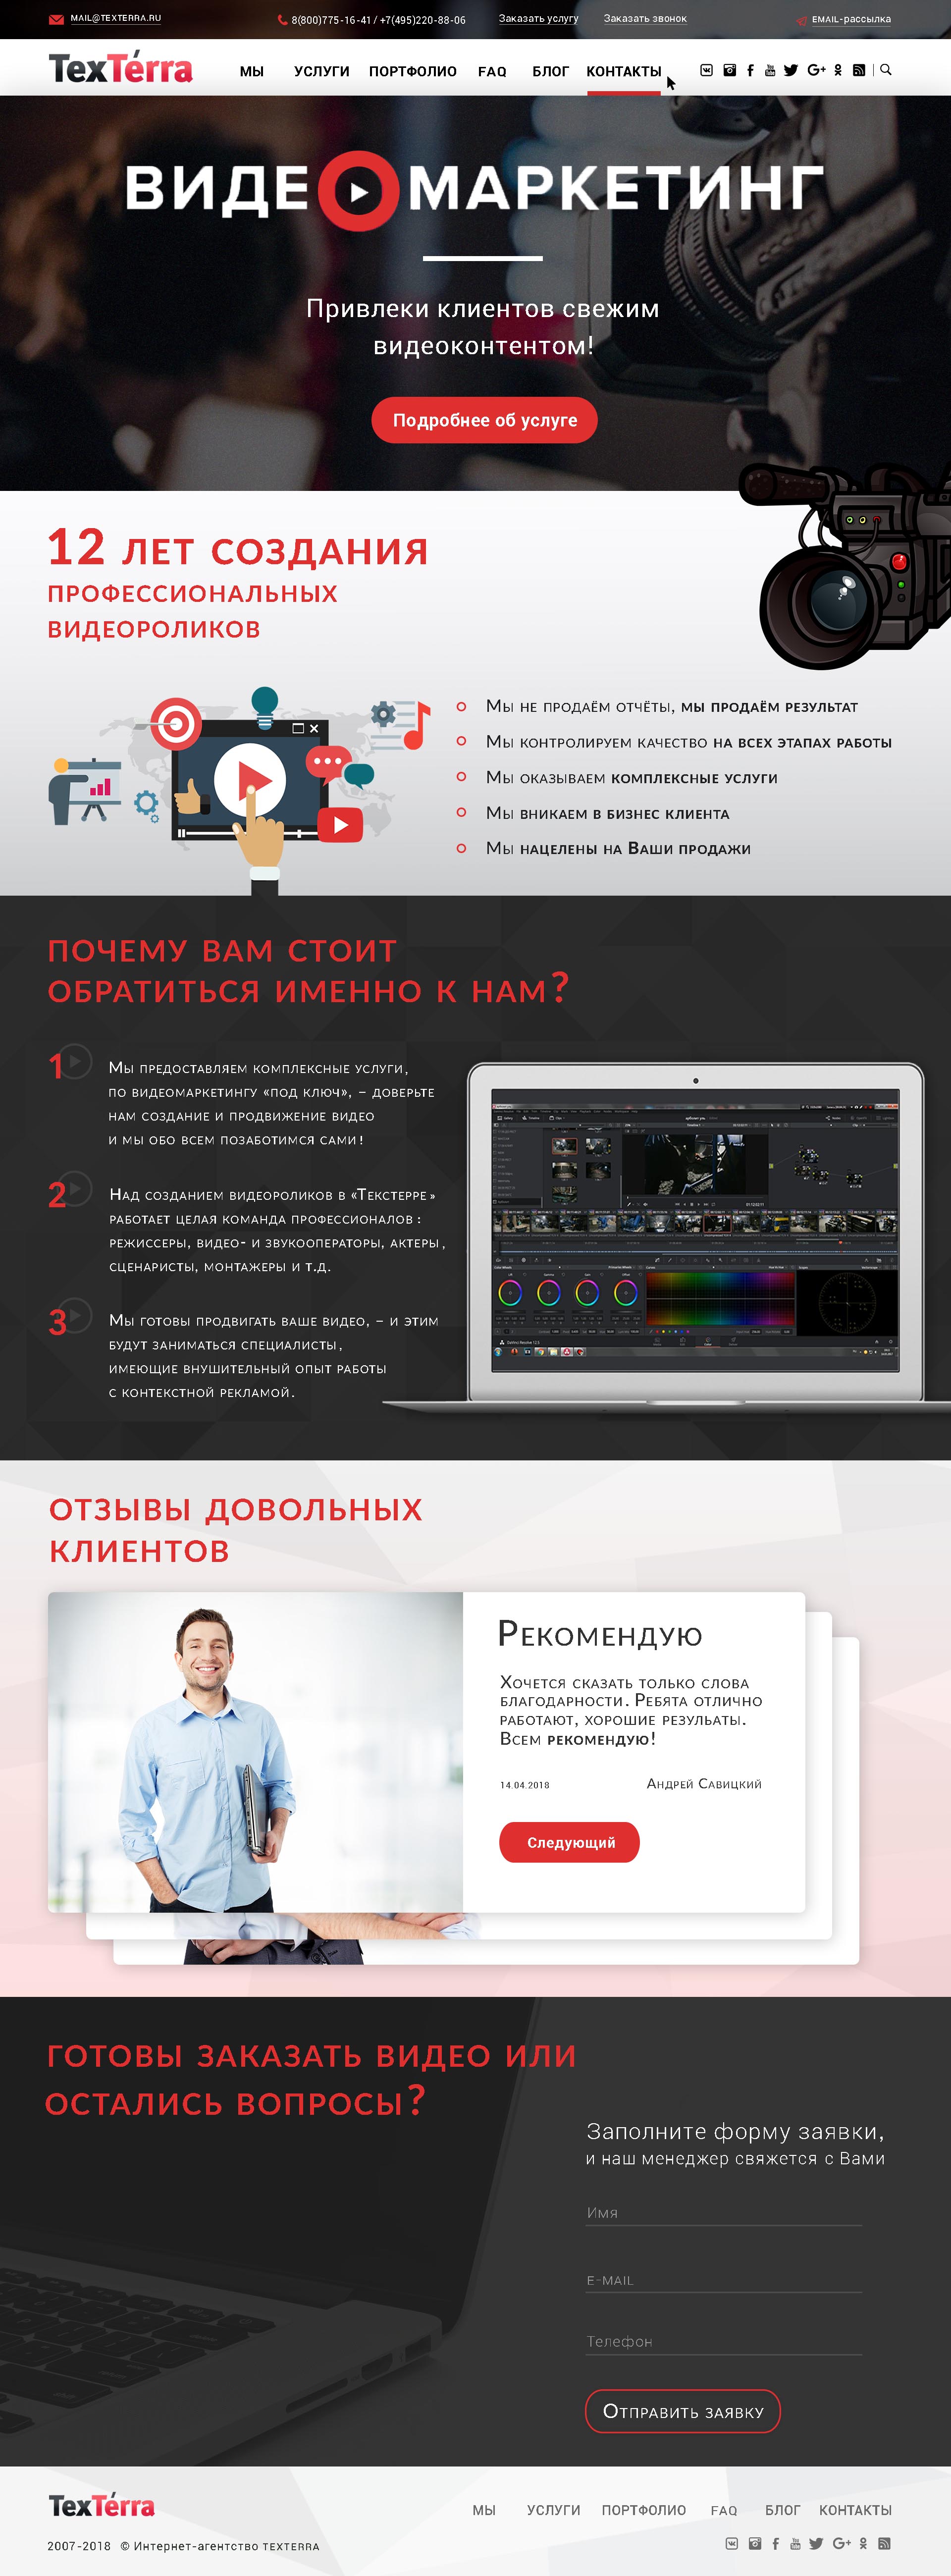 MAIL@TEXTERRA.RU
8(800)775-16-41 / +7(495)220-88-06
Заказать услугу
Заказать звонок
EMAIL-рассылка
TexTérra
МЫ УСЛУГИ ПОРТФОЛИО FAQ БЛОГ КОНТАКТЫ
ВИДЕОМАРКЕТИНГ
Привлеки клиентов свежим
видеоконтентом!
Подробнее об услуге
12 ЛЕТ СОЗДАНИЯ
ПРОФЕССИОНАЛЬНЫХ
ВИДЕОРОЛИКОВ
Мы не продаём отчёты, мы продаём результат
Мы контролируем качество на всех этапах работы
Мы оказываем комплексные услуги
Мы вникаем в бизнес клиента
Мы нацелены на Ваши продажи
ПОЧЕМУ ВАМ СТОИТ
ОБРАТИТЬСЯ ИМЕННО К НАМ?
1
Мы предоставляем комплексные услуги,
по видеомаркетингу «под ключ», – доверьте
нам создание и продвижение видео
и мы обо всем позаботимся сами!
2
Над созданием видеороликов в «Текстерре»
работает целая команда профессионалов:
режиссеры, видео- и звукооператоры, актеры,
сценаристы, монтажеры и т.д.
3
Мы готовы продвигать ваше видео, – и этим
будут заниматься специалисты,
имеющие внушительный опыт работы
с контекстной рекламой.
ОТЗЫВЫ ДОВОЛЬНЫХ
КЛИЕНТОВ
Рекомендую
Хочется сказать только слова
благодарности. Ребята отлично
работают, хорошие резульаты.
Всем рекомендую!
14.04.2018
Андрей Савицкий
Следующий
ГОТОВЫ ЗАКАЗАТЬ ВИДЕО ИЛИ
ОСТАЛИСЬ ВОПРОСЫ?
Заполните форму заявки,
и наш менеджер свяжется с Вами
Имя
E-MAIL
Телефон
Отправить заявку
TexTérra
МЫ УСЛУГИ ПОРТФОЛИО FAQ БЛОГ КОНТАКТЫ
2007-2018 © Интернет-агентство TEXTERRA